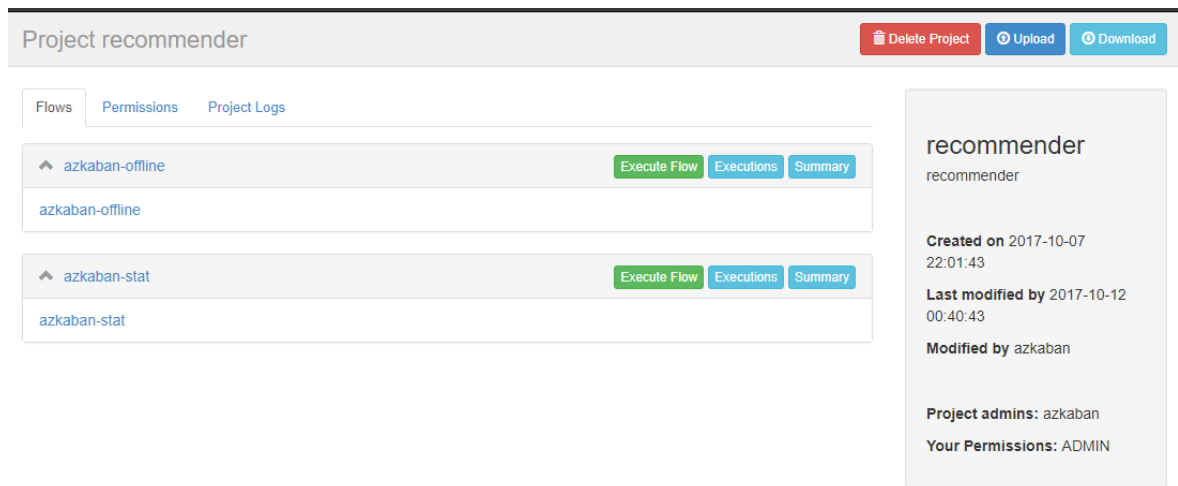 Project recommender
Delete Project
Upload
Download
Flows
Permissions
Project Logs
azkaban-offline
Execute Flow
Executions
Summary
azkaban-offline
azkaban-stat
Execute Flow
Executions
Summary
azkaban-stat
recommender
recommender
Created on 2017-10-07
22:01:43
Last modified by 2017-10-12
00:40:43
Modified by azkaban
Project admins: azkaban
Your Permissions: ADMIN